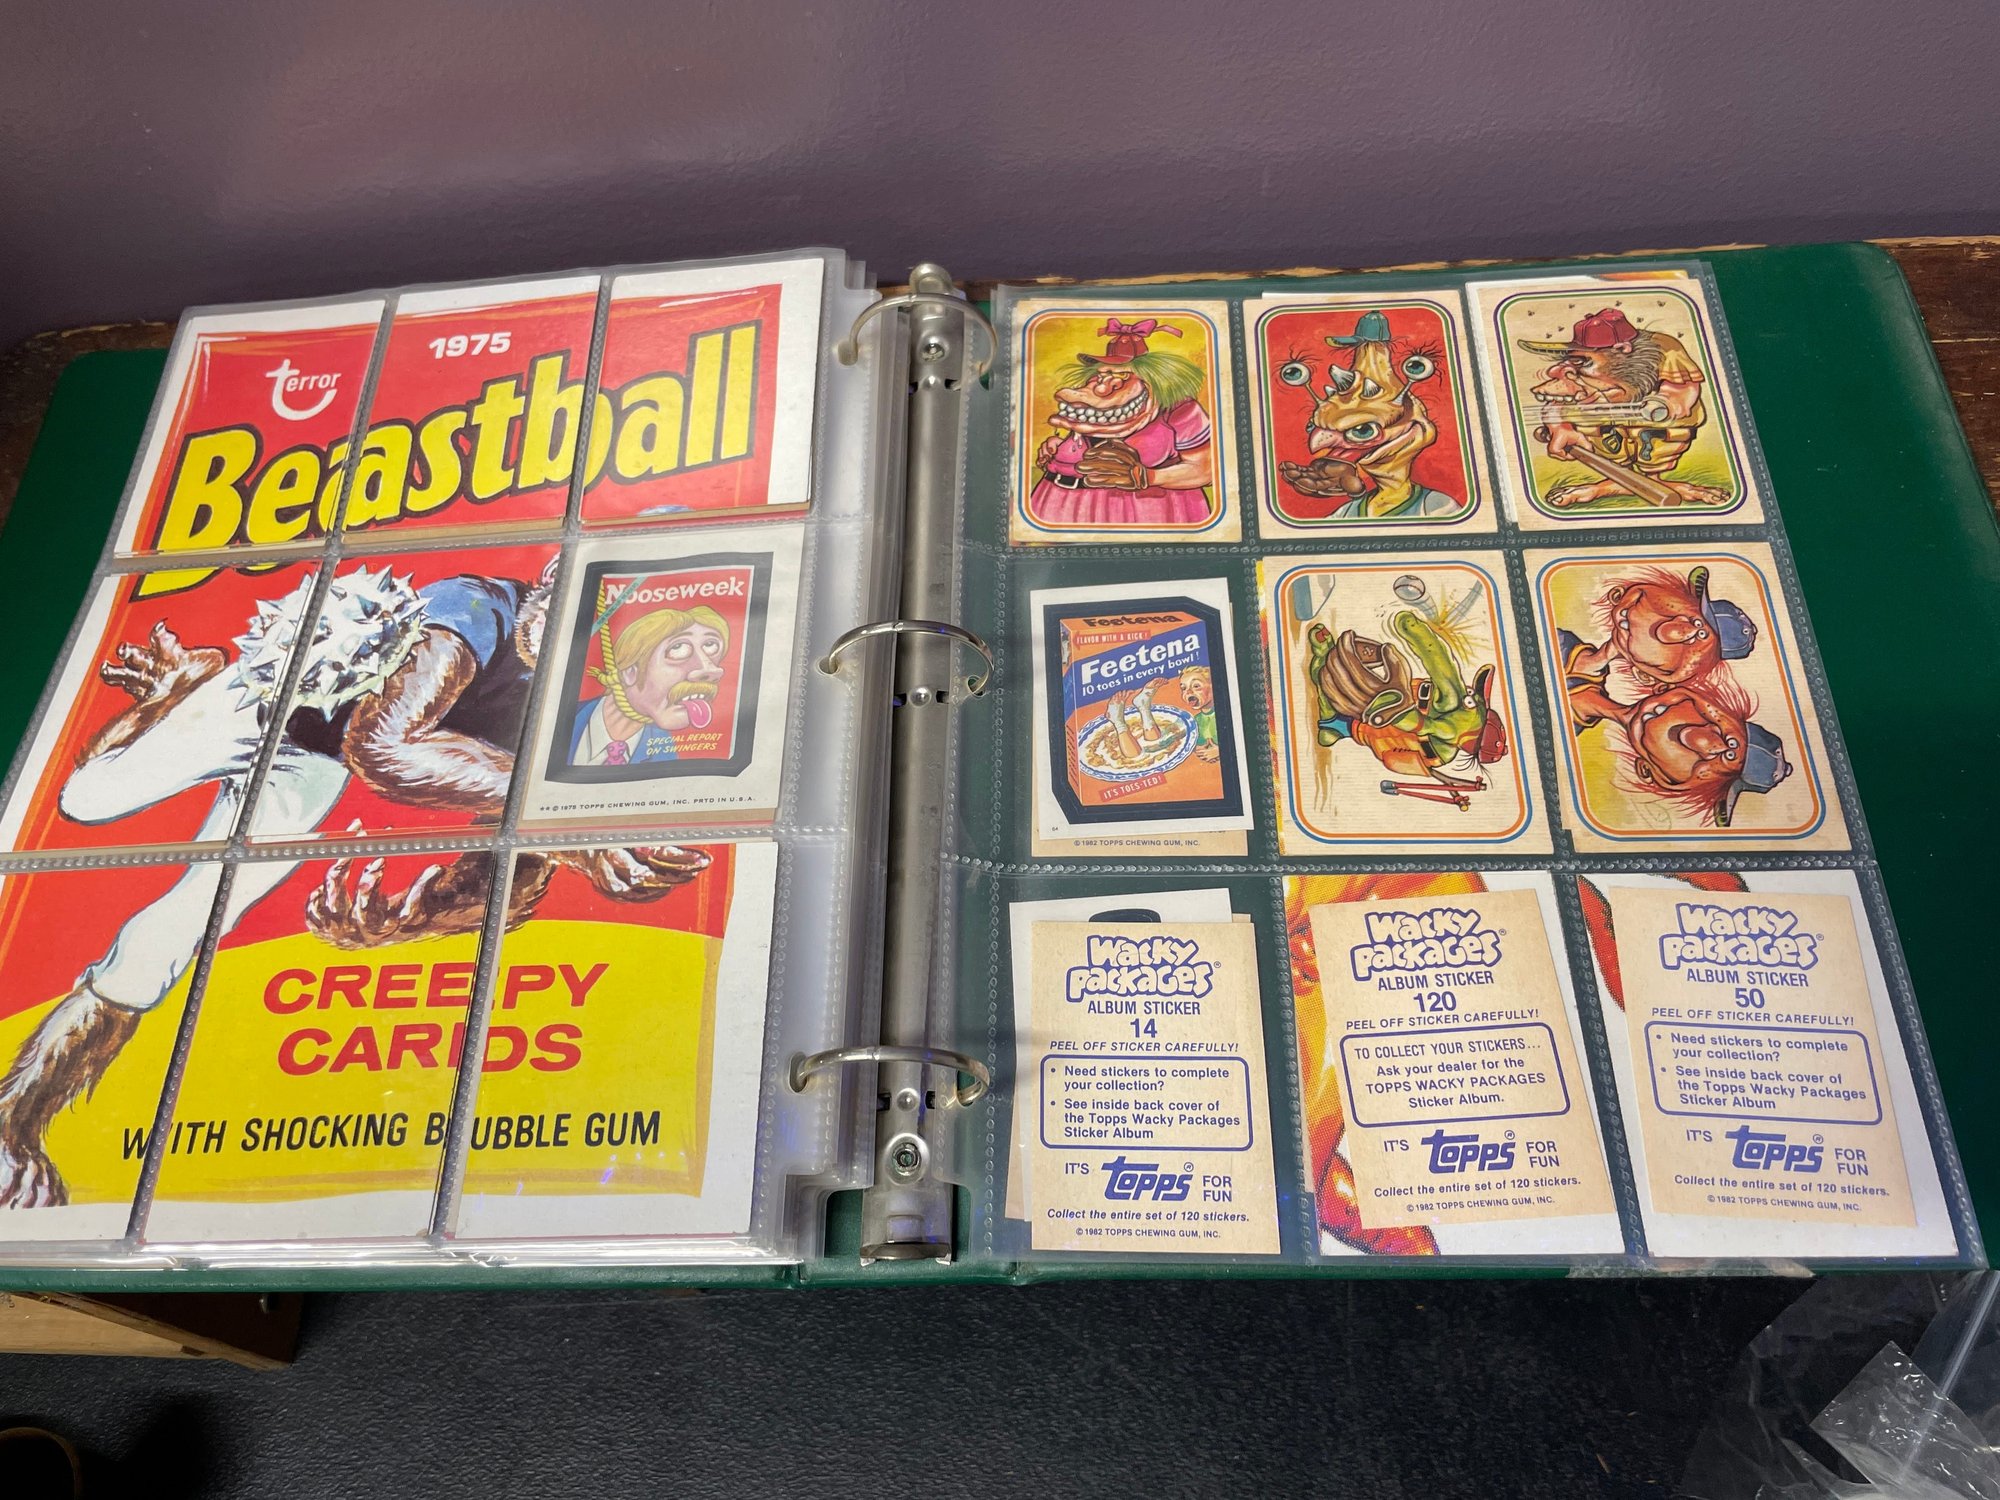 1975
terror
Beastball
Nooseweek
SPECIAL REPORT
ON SWINGERS
★★ © 1975 TOPPS CHEWING GUM, INC. PRTD IN U.S.A.
CREEPY
CARDS
WITH SHOCKING BUBBLE GUM
Feetena
FLAVOR WITH A KICK!
Feetena
10 toes in every bowl!
IT'S TOES-TED!
64
© 1982 TOPPS CHEWING GUM, INC.
Wacky
Packages®
ALBUM STICKER
14
PEEL OFF STICKER CAREFULLY!
• Need stickers to complete
your collection?
• See inside back cover of
the Topps Wacky Packages
Sticker Album
IT'S Topps® FOR
FUN
Collect the entire set of 120 stickers.
© 1982 TOPPS CHEWING GUM, INC.
Wacky
Packages®
ALBUM STICKER
120
PEEL OFF STICKER CAREFULLY!
TO COLLECT YOUR STICKERS...
Ask your dealer for the
TOPPS WACKY PACKAGES
Sticker Album.
IT'S Topps® FOR
FUN
Collect the entire set of 120 stickers.
© 1982 TOPPS CHEWING GUM, INC.
Wacky
Packages®
ALBUM STICKER
50
PEEL OFF STICKER CAREFULLY!
• Need stickers to complete
your collection?
• See inside back cover of
the Topps Wacky Packages
Sticker Album
IT'S Topps® FOR
FUN
Collect the entire set of 120 stickers.
© 1982 TOPPS CHEWING GUM, INC.